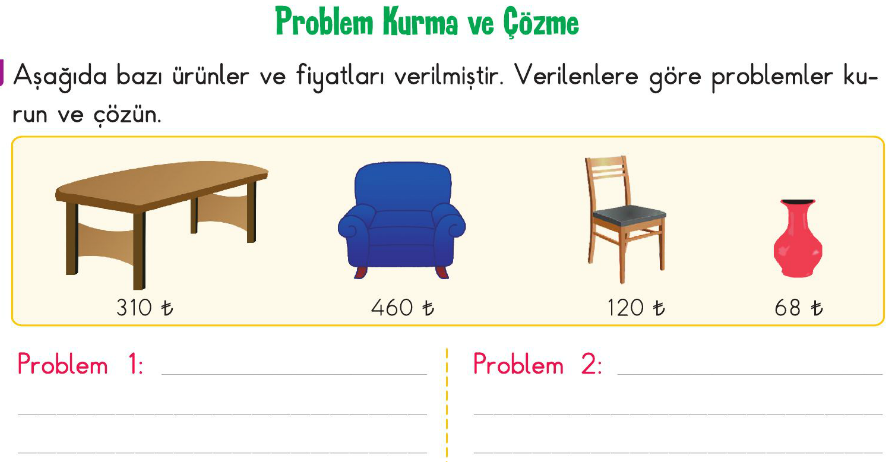 Problem Kurma ve Çözme
Aşağıda bazı ürünler ve fiyatları verilmiştir. Verilenlere göre problemler ku-
run ve çözün.
310 ₺ 460 ₺ 120 ₺ 68 ₺
Problem 1: Problem 2: